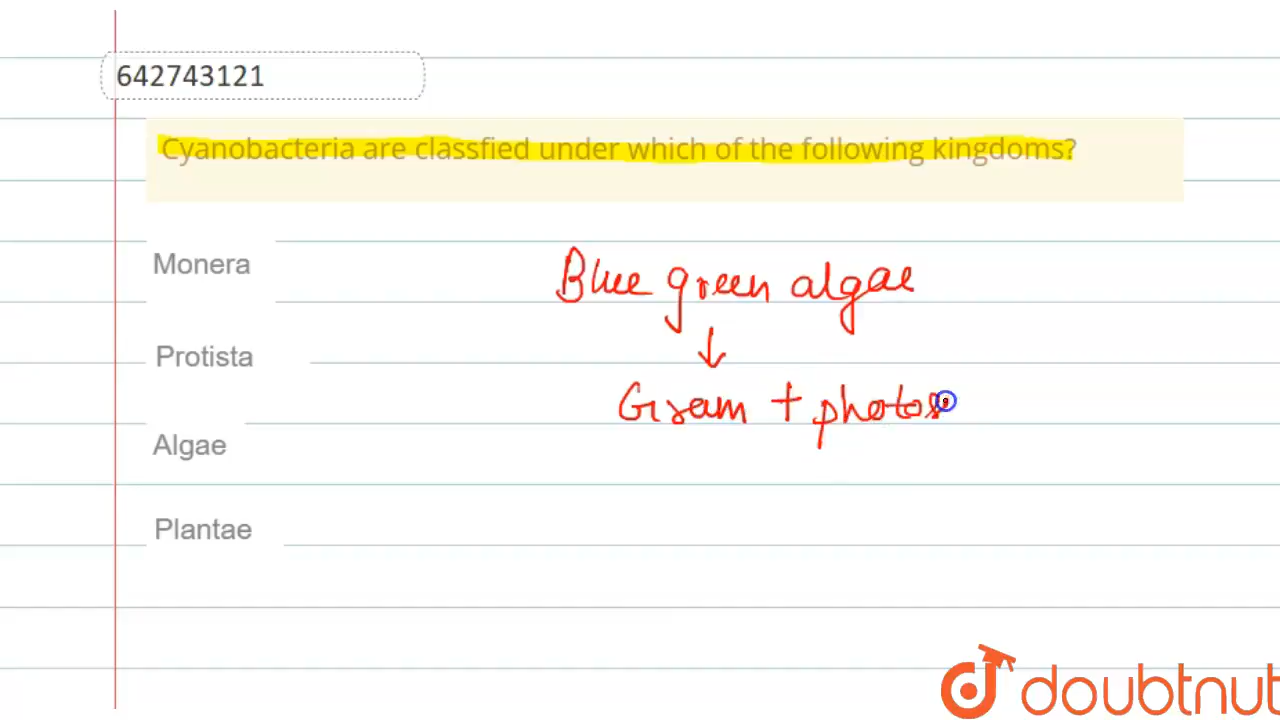 642743121
Cyanobacteria are classfied under which of the following kingdoms?
Monera
Blue green algae
Protista
Gram + photos
Algae
Plantae
doubtnut